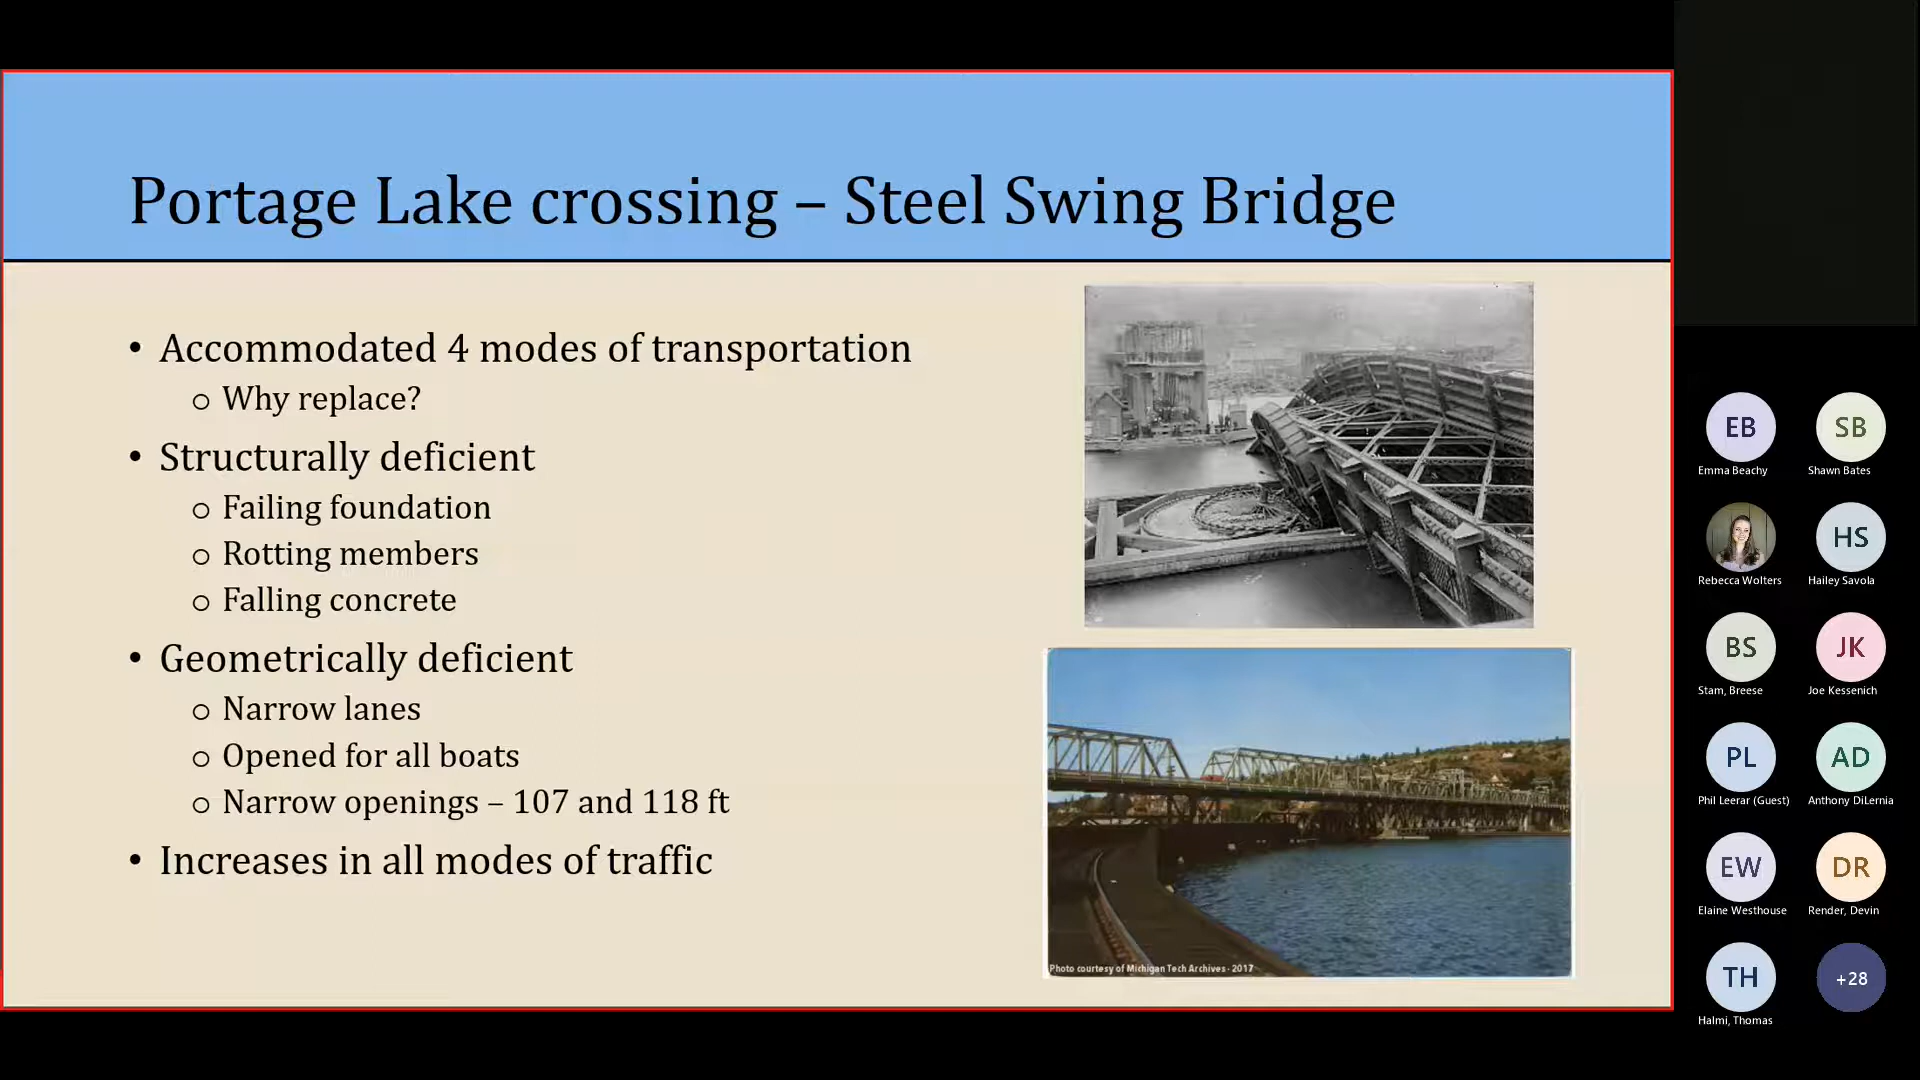 Portage Lake crossing – Steel Swing Bridge
• Accommodated 4 modes of transportation
o Why replace?
• Structurally deficient
o Failing foundation
o Rotting members
o Falling concrete
• Geometrically deficient
o Narrow lanes
o Opened for all boats
o Narrow openings – 107 and 118 ft
• Increases in all modes of traffic
Photo courtesy of Michigan Tech Archives - 2017
EB
Emma Beachy
SB
Shawn Bates
Rebecca Wolters
HS
Hailey Savola
BS
Stam, Breese
JK
Joe Kessenich
PL
Phil Leerar (Guest)
AD
Anthony DiLernia
EW
Elaine Westhouse
DR
Render, Devin
TH
Halmi, Thomas
+28